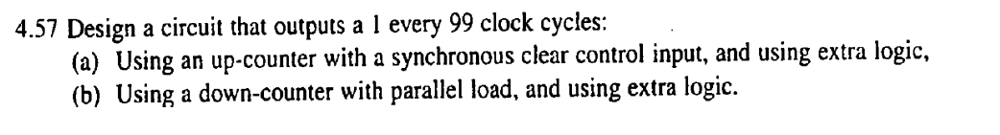 4.57 Design a circuit that outputs a 1 every 99 clock cycles:
(a) Using an up-counter with a synchronous clear control input, and using extra logic,
(b) Using a down-counter with parallel load, and using extra logic.